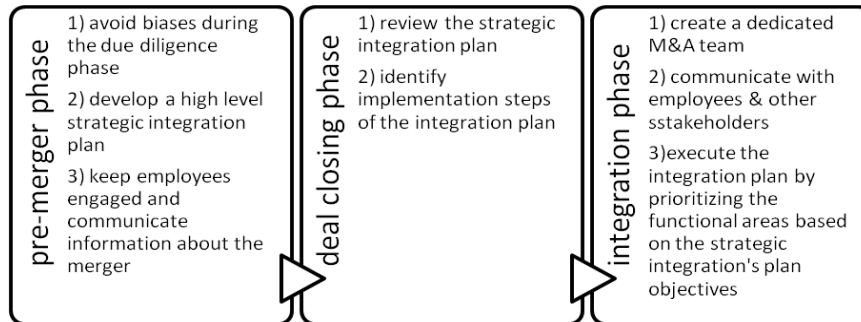 pre-merger phase
1) avoid biases during
the due diligence
phase
2) develop a high level
strategic integration
plan
3) keep employees
engaged and
communicate
information about the
merger
deal closing phase
1) review the strategic
integration plan
2) identify
implementation steps
of the integration plan
integration phase
1) create a dedicated
M&A team
2) communicate with
employees & other
sstakeholders
3)execute the
integration plan by
prioritizing the
functional areas based
on the strategic
integration's plan
objectives